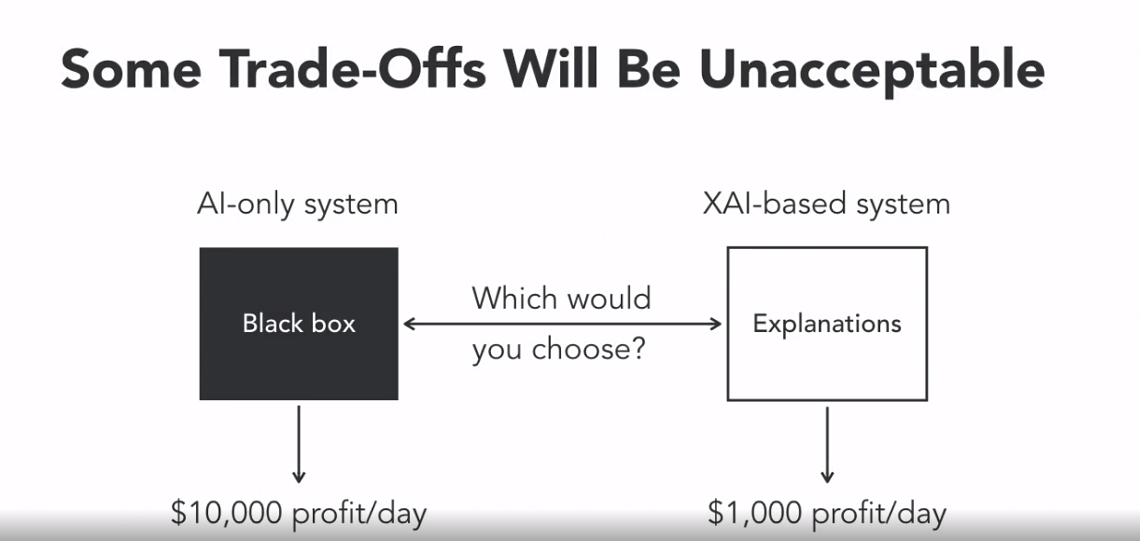 Some Trade-Offs Will Be Unacceptable
AI-only system
XAI-based system
Black box
Which would
you choose?
Explanations
$10,000 profit/day
$1,000 profit/day